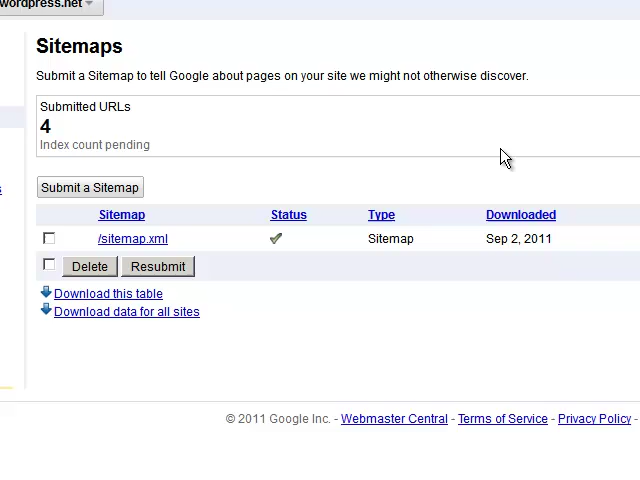 wordpress.net
Sitemaps
Submit a Sitemap to tell Google about pages on your site we might not otherwise discover.
Submitted URLs
4
Index count pending
Submit a Sitemap
Sitemap Status Type Downloaded
/sitemap.xml Sitemap Sep 2, 2011
Delete Resubmit
Download this table
Download data for all sites
© 2011 Google Inc. - Webmaster Central - Terms of Service - Privacy Policy -